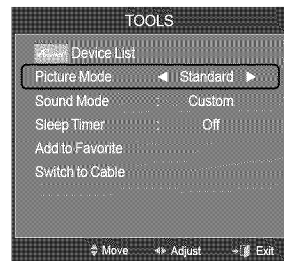 TOOLS
Device List
Picture Mode ◄ Standard ►
Sound Mode : Custom
Sleep Timer : Off
Add to Favorite
Switch to Cable
Move Adjust Exit